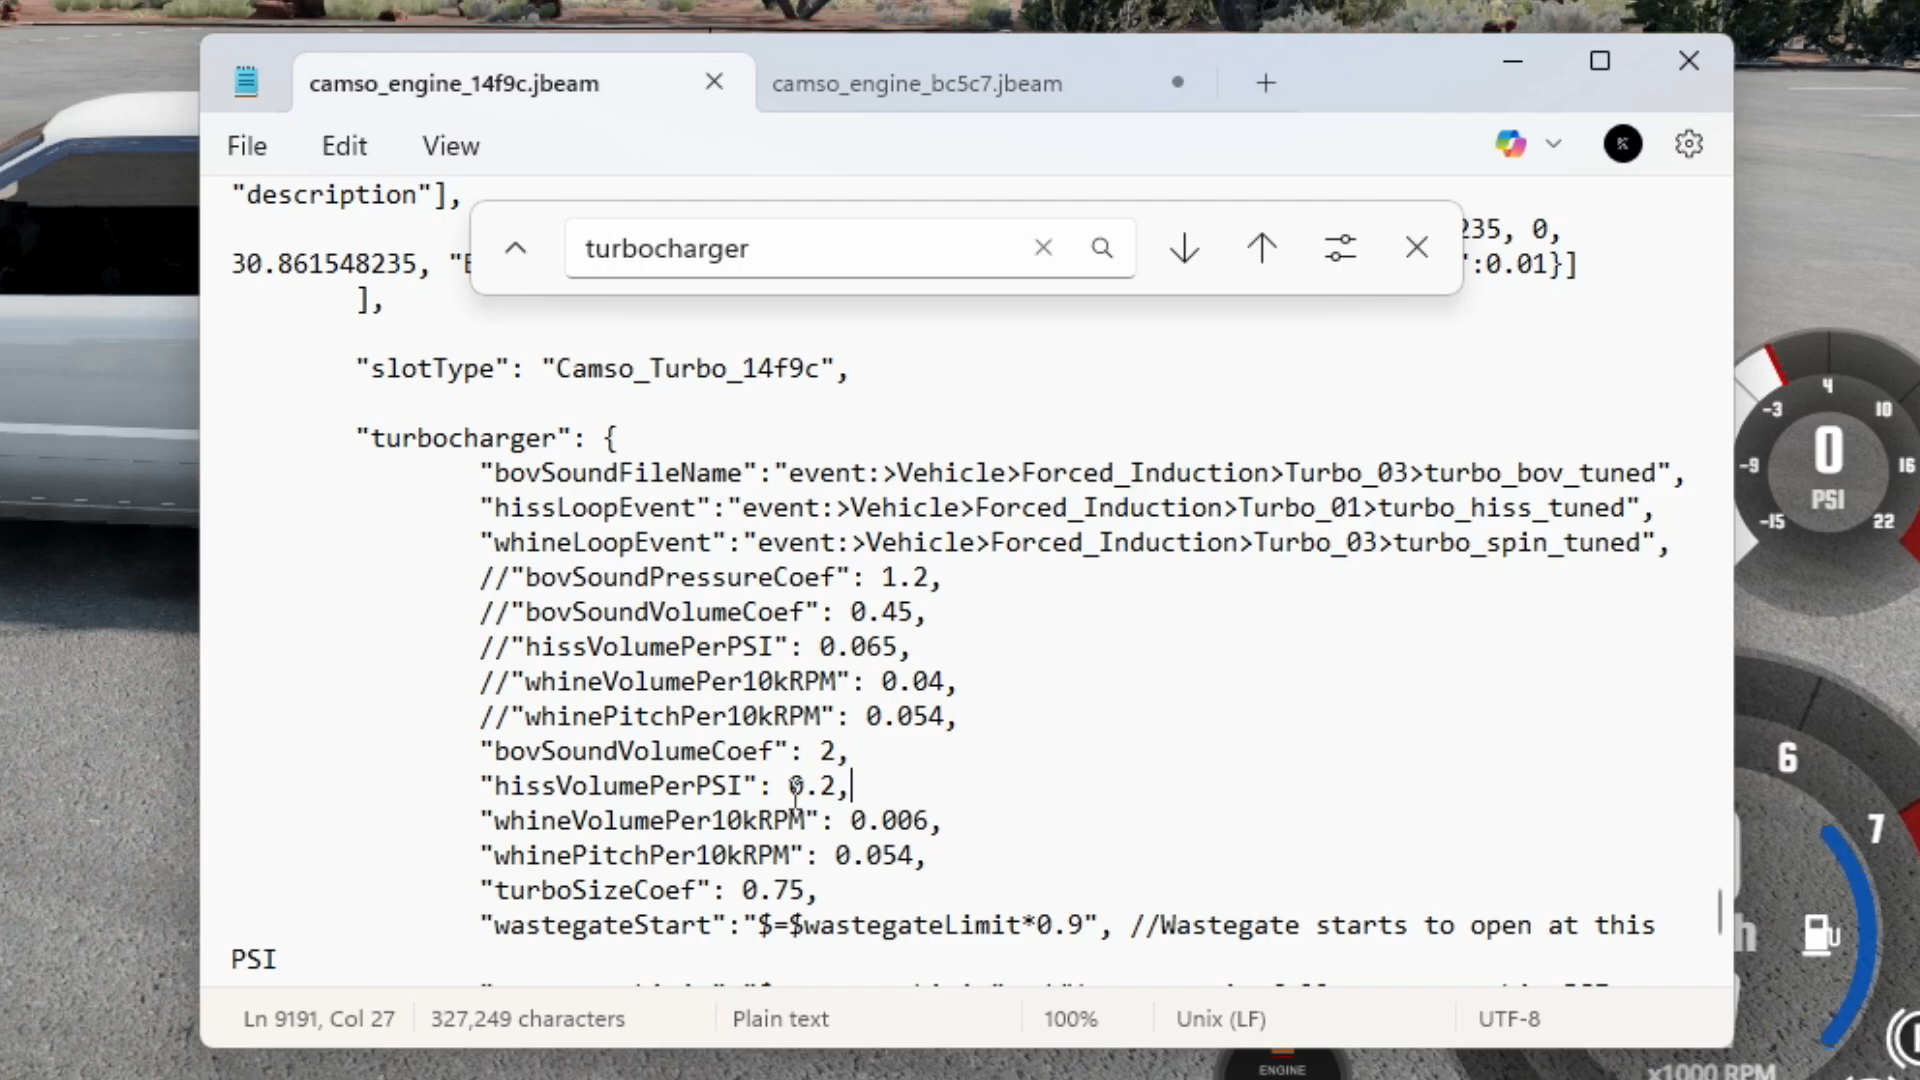 camso_engine_14f9c.jbeam
camso_engine_bc5c7.jbeam
File Edit View
"description"],
turbocharger
235, 0,
30.861548235, "E
":0.01}]
],
"slotType": "Camso_Turbo_14f9c",
"turbocharger": {
"bovSoundFileName":"event:>Vehicle>Forced_Induction>Turbo_03>turbo_bov_tuned",
"hissLoopEvent":"event:>Vehicle>Forced_Induction>Turbo_01>turbo_hiss_tuned",
"whineLoopEvent":"event:>Vehicle>Forced_Induction>Turbo_03>turbo_spin_tuned",
//"bovSoundPressureCoef": 1.2,
//"bovSoundVolumeCoef": 0.45,
//"hissVolumePerPSI": 0.065,
//"whineVolumePer10kRPM": 0.04,
//"whinePitchPer10kRPM": 0.054,
"bovSoundVolumeCoef": 2,
"hissVolumePerPSI": 0.2,
"whineVolumePer10kRPM": 0.006,
"whinePitchPer10kRPM": 0.054,
"turboSizeCoef": 0.75,
"wastegateStart":"$=$wastegateLimit*0.9", //Wastegate starts to open at this
PSI
Ln 9191, Col 27
327,249 characters
Plain text
100%
Unix (LF)
UTF-8
4
-3
10
0
-9
16
PSI
-15
22
6
7
h
x1000 RPM
ENGINE